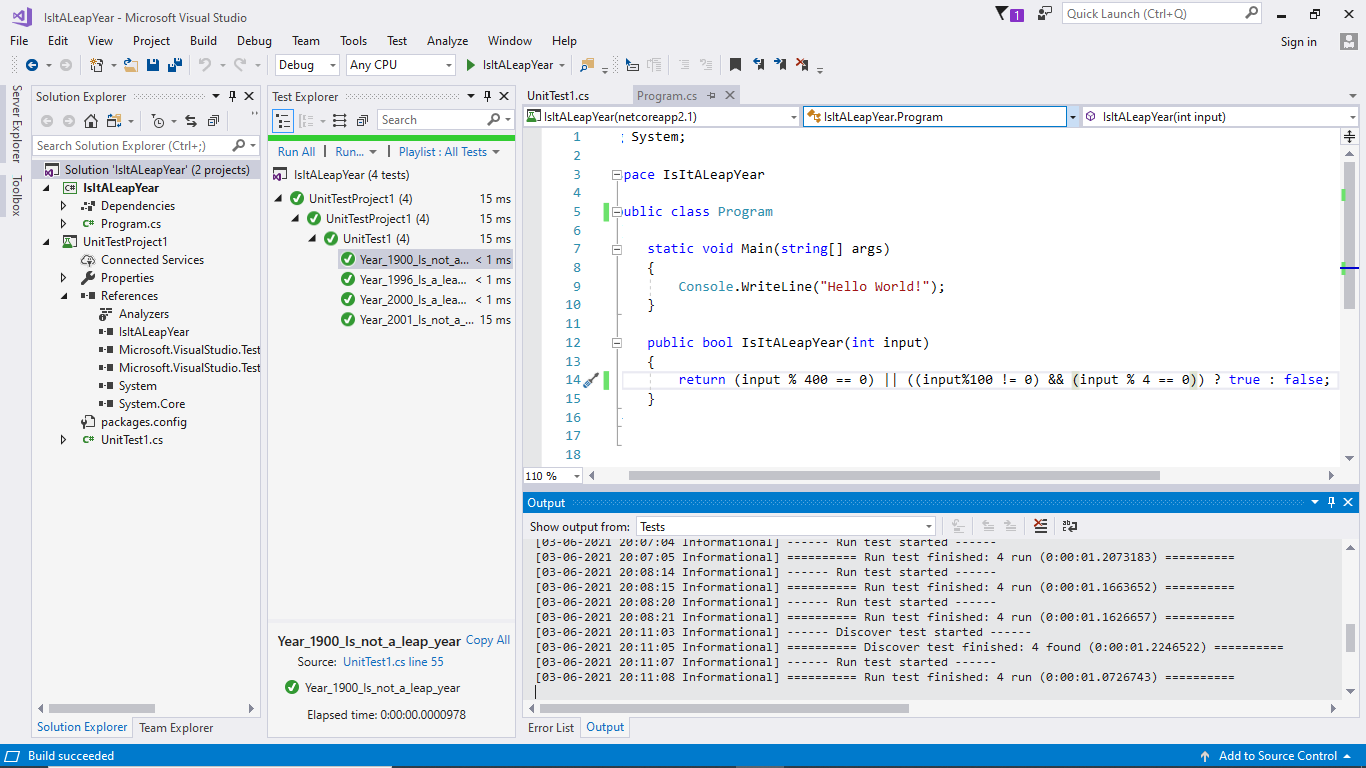 IsItALeapYear - Microsoft Visual Studio
1
Quick Launch (Ctrl+Q)
File Edit View Project Build Debug Team Tools Test Analyze Window Help
Sign in
Debug Any CPU IsItALeapYear
Server Explorer
Toolbox
Solution Explorer
Search Solution Explorer (Ctrl+;)
Solution 'IsItALeapYear' (2 projects)
IsItALeapYear
Dependencies
C# Program.cs
UnitTestProject1
Connected Services
Properties
References
Analyzers
IsItALeapYear
Microsoft.VisualStudio.Test
Microsoft.VisualStudio.Test
System
System.Core
packages.config
C# UnitTest1.cs
Solution Explorer Team Explorer
Test Explorer
Search
Run All | Run... | Playlist : All Tests
IsItALeapYear (4 tests)
UnitTestProject1 (4) 15 ms
UnitTestProject1 (4) 15 ms
UnitTest1 (4) 15 ms
Year_1900_Is_not_a... < 1 ms
Year_1996_Is_a_lea... < 1 ms
Year_2000_Is_a_lea... < 1 ms
Year_2001_Is_not_a_... 15 ms
Year_1900_Is_not_a_leap_year Copy All
Source: UnitTest1.cs line 55
Year_1900_Is_not_a_leap_year
Elapsed time: 0:00:00.0000978
UnitTest1.cs Program.cs
IsItALeapYear(netcoreapp2.1) IsItALeapYear.Program IsItALeapYear(int input)
1 ; System;
2
3 pace IsItALeapYear
4
5 ublic class Program
6
7 static void Main(string[] args)
8 {
9 Console.WriteLine("Hello World!");
10 }
11
12 public bool IsItALeapYear(int input)
13 {
14 return (input % 400 == 0) || ((input%100 != 0) && (input % 4 == 0)) ? true : false;
15 }
16
17
18
110 %
Output
Show output from: Tests
[03-06-2021 20:07:04 Informational] ------ Run test started ------
[03-06-2021 20:07:05 Informational] ========== Run test finished: 4 run (0:00:01.2073183) ==========
[03-06-2021 20:08:14 Informational] ------ Run test started ------
[03-06-2021 20:08:15 Informational] ========== Run test finished: 4 run (0:00:01.1663652) ==========
[03-06-2021 20:08:20 Informational] ------ Run test started ------
[03-06-2021 20:08:21 Informational] ========== Run test finished: 4 run (0:00:01.1626657) ==========
[03-06-2021 20:11:03 Informational] ------ Discover test started ------
[03-06-2021 20:11:05 Informational] ========== Discover test finished: 4 found (0:00:01.2246522) ==========
[03-06-2021 20:11:07 Informational] ------ Run test started ------
[03-06-2021 20:11:08 Informational] ========== Run test finished: 4 run (0:00:01.0726743) ==========
Error List Output
Build succeeded
Add to Source Control